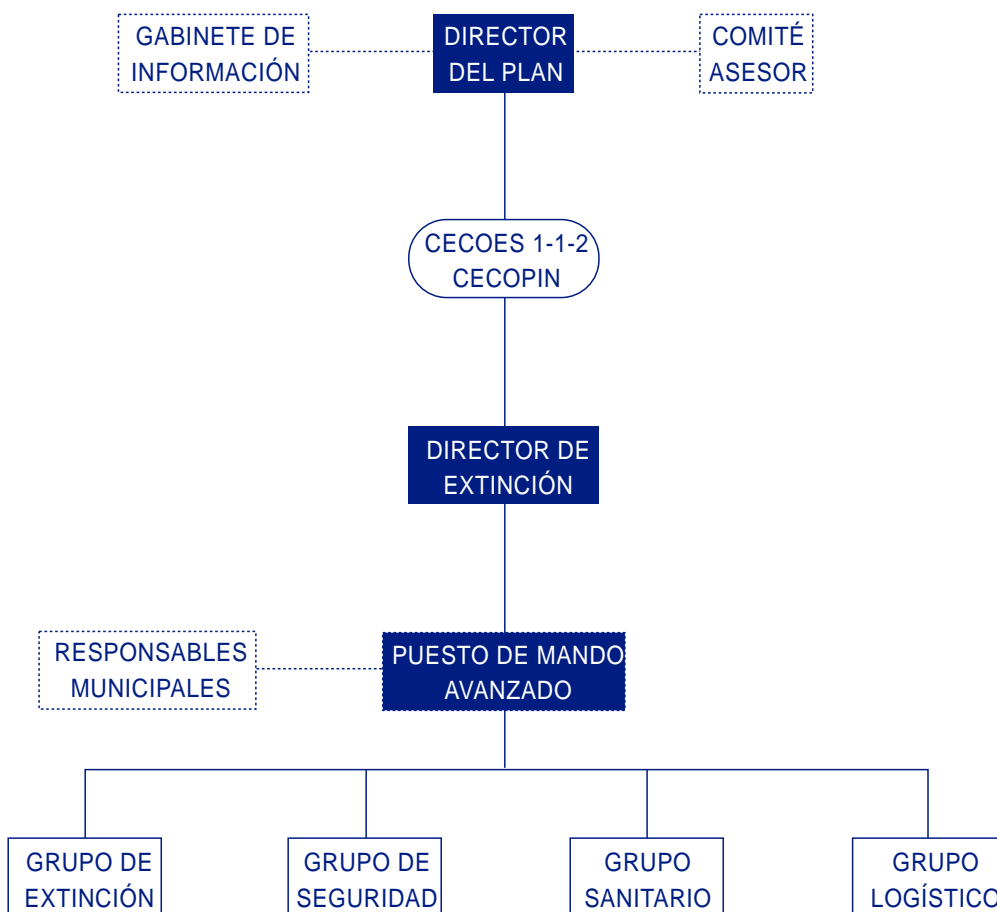 GABINETE DE
INFORMACIÓN
DIRECTOR
DEL PLAN
COMITÉ
ASESOR
CECOES 1-1-2
CECOPIN
DIRECTOR DE
EXTINCIÓN
RESPONSABLES
MUNICIPALES
PUESTO DE MANDO
AVANZADO
GRUPO DE
EXTINCIÓN
GRUPO DE
SEGURIDAD
GRUPO
SANITARIO
GRUPO
LOGÍSTICO